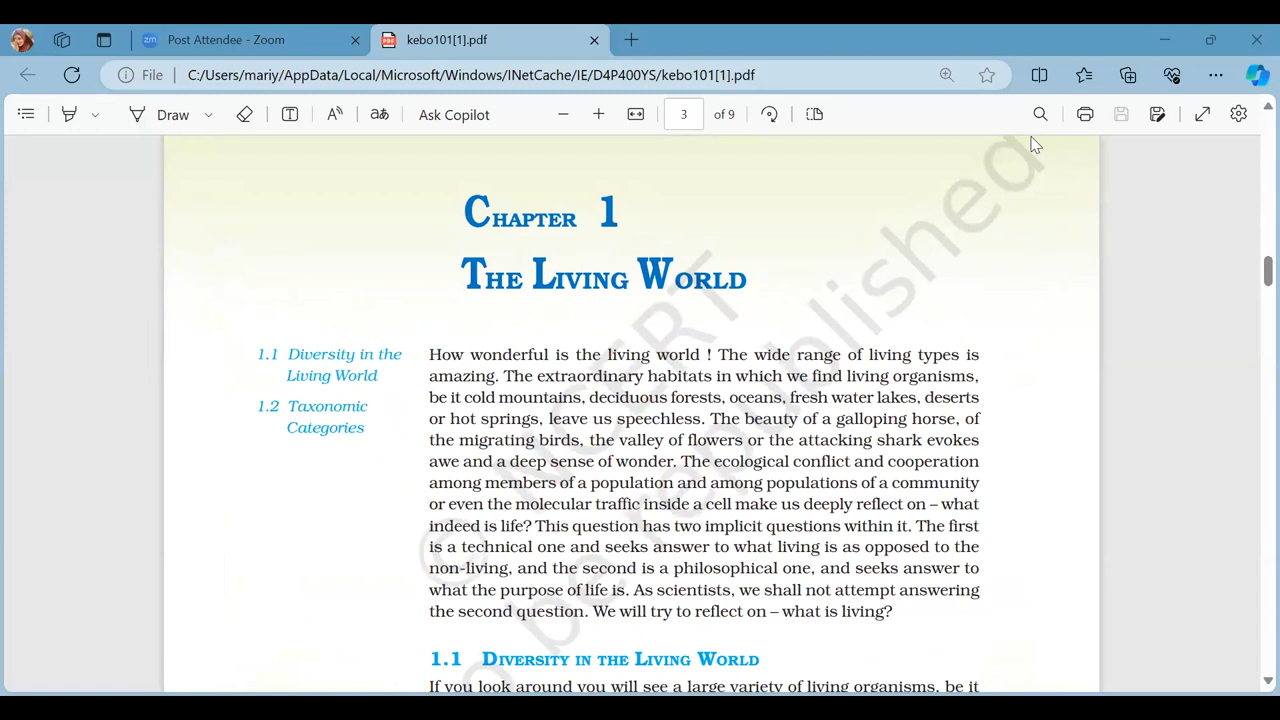 Post Attendee - Zoom
kebo101[1].pdf
File
C:/Users/mariy/AppData/Local/Microsoft/Windows/INetCache/IE/D4P400YS/kebo101[1].pdf
Draw
Ask Copilot
3 of 9
CHAPTER 1
THE LIVING WORLD
1.1 Diversity in the
Living World
1.2 Taxonomic
Categories
How wonderful is the living world ! The wide range of living types is
amazing. The extraordinary habitats in which we find living organisms,
be it cold mountains, deciduous forests, oceans, fresh water lakes, deserts
or hot springs, leave us speechless. The beauty of a galloping horse, of
the migrating birds, the valley of flowers or the attacking shark evokes
awe and a deep sense of wonder. The ecological conflict and cooperation
among members of a population and among populations of a community
or even the molecular traffic inside a cell make us deeply reflect on – what
indeed is life? This question has two implicit questions within it. The first
is a technical one and seeks answer to what living is as opposed to the
non-living, and the second is a philosophical one, and seeks answer to
what the purpose of life is. As scientists, we shall not attempt answering
the second question. We will try to reflect on – what is living?
1.1 DIVERSITY IN THE LIVING WORLD
If you look around you will see a large variety of living organisms, be it
© NCERT
o be republished